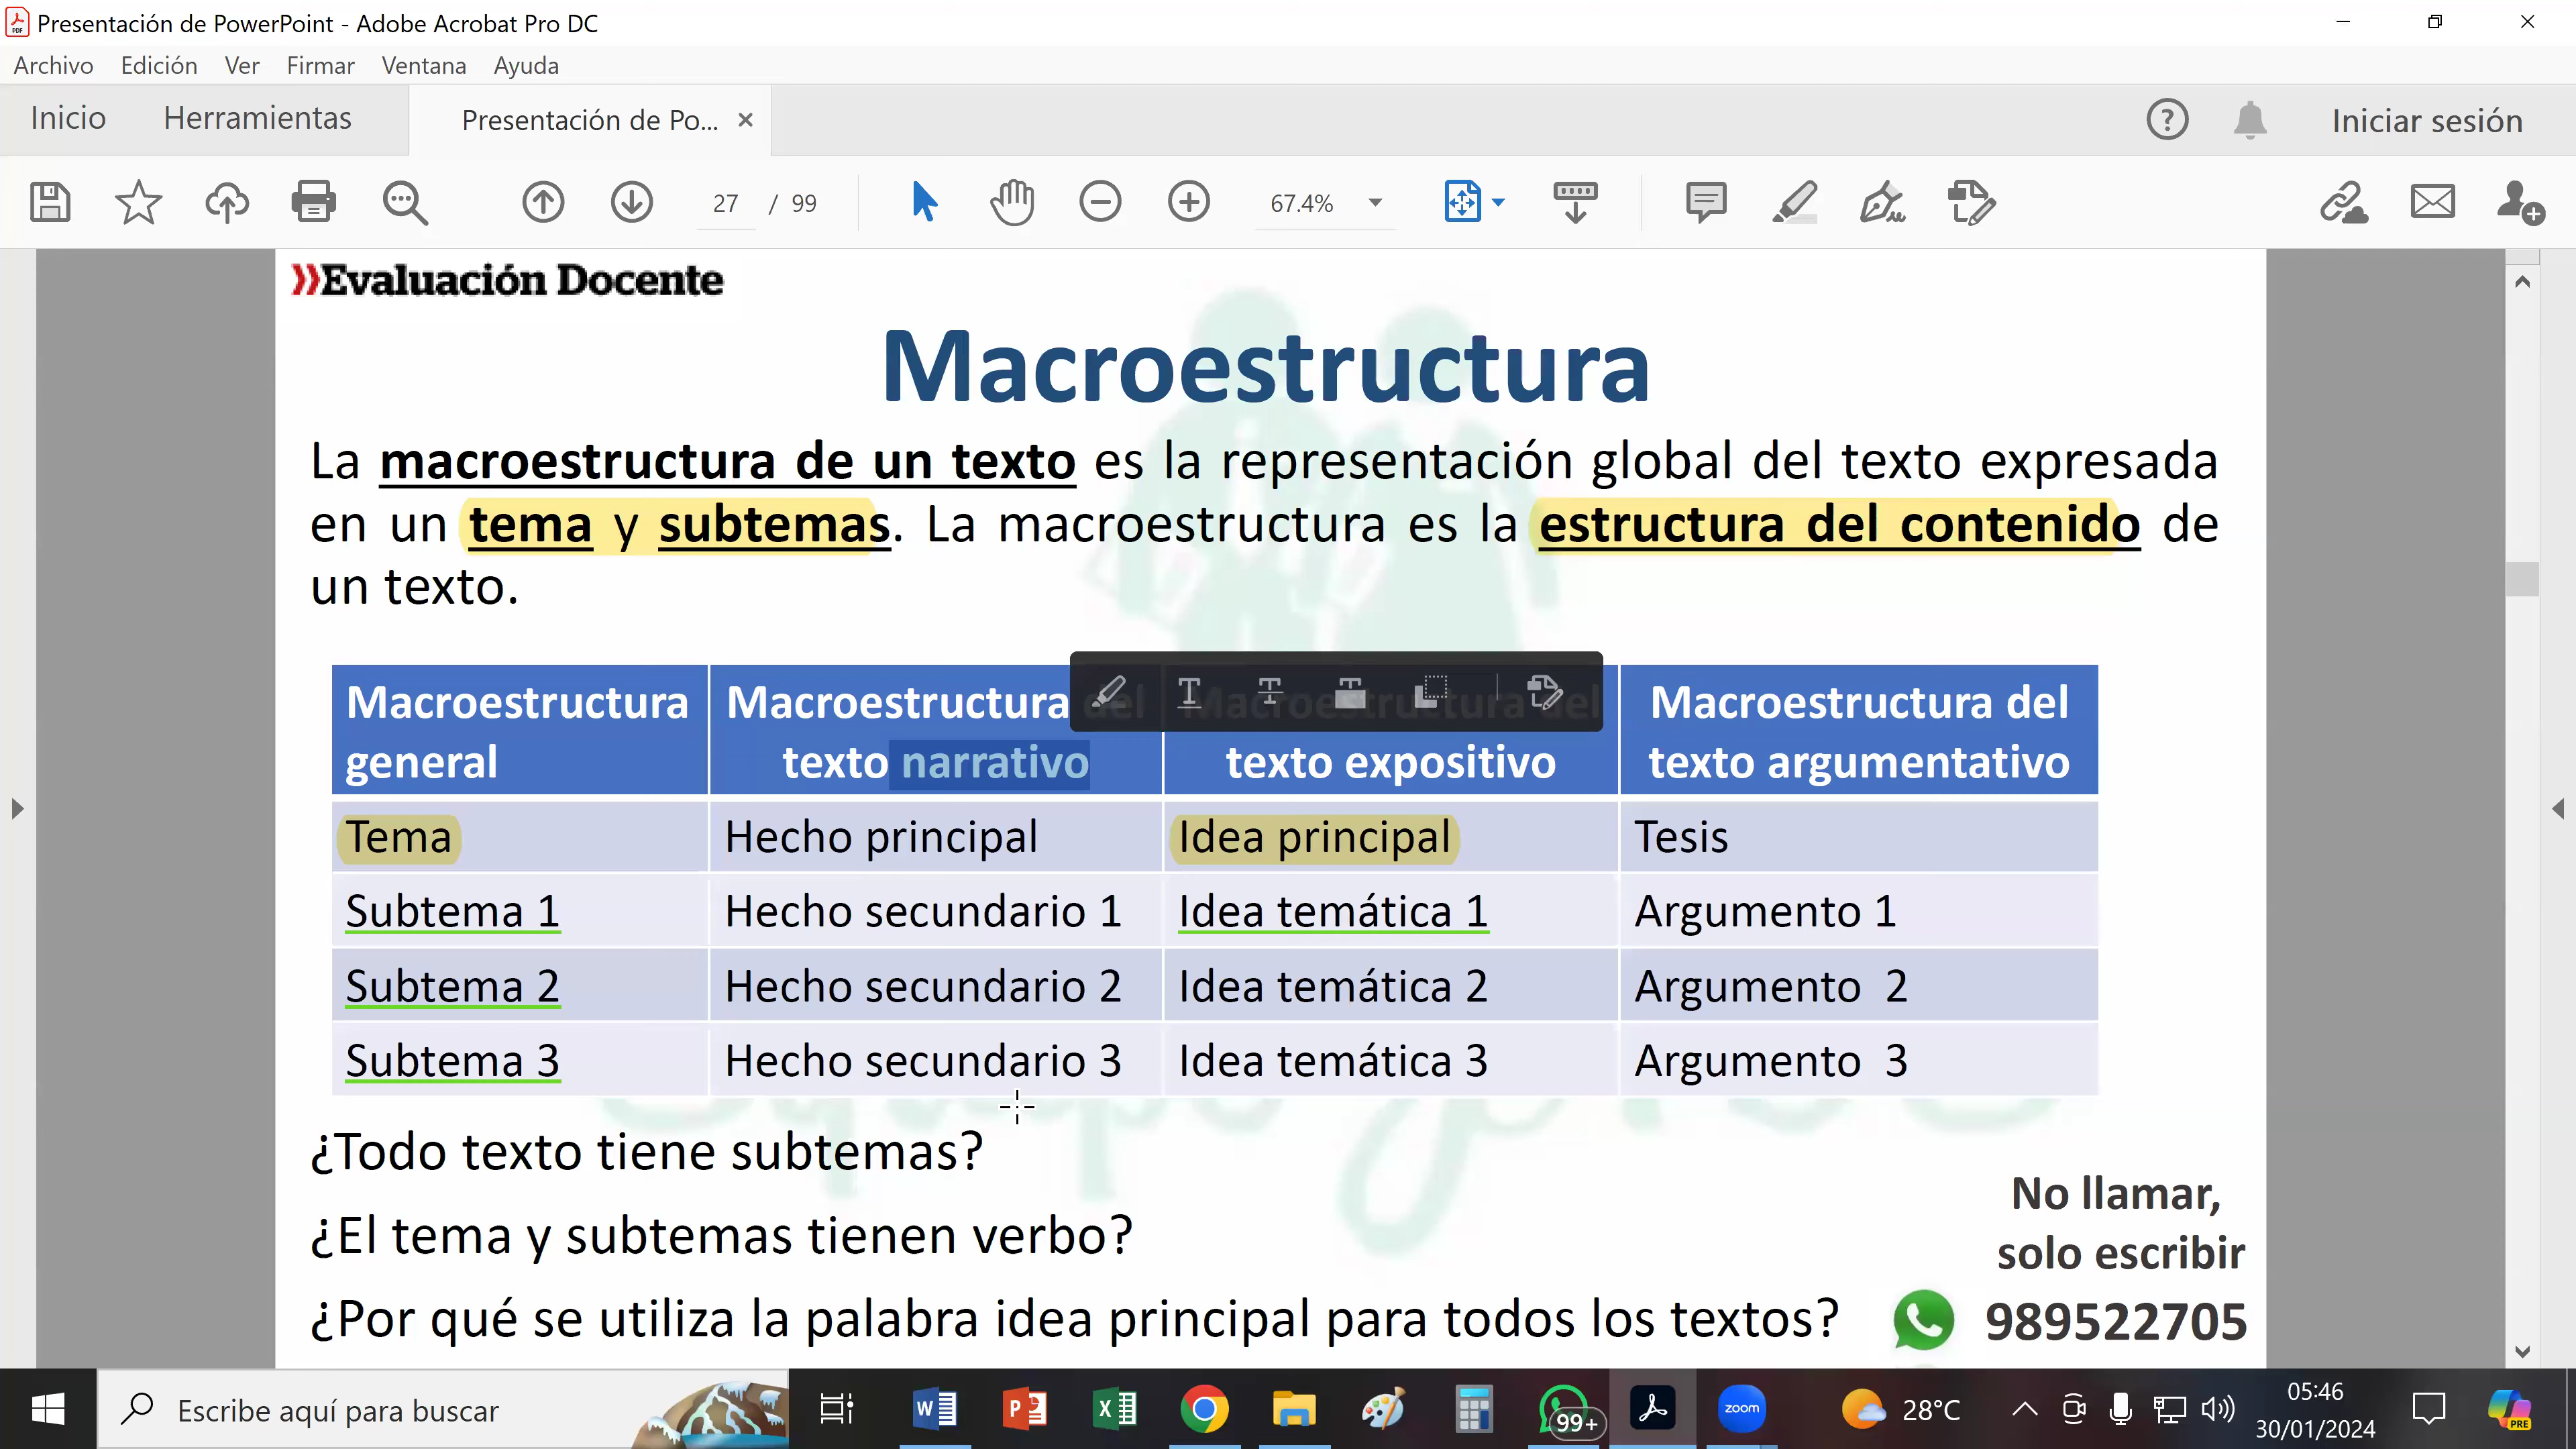 Presentación de PowerPoint - Adobe Acrobat Pro DC
Archivo Edición Ver Firmar Ventana Ayuda
Inicio Herramientas Presentación de Po... Iniciar sesión
27 / 99 67.4%
Evaluación Docente
Macroestructura
La macroestructura de un texto es la representación global del texto expresada
en un tema y subtemas. La macroestructura es la estructura del contenido de
un texto.
Macroestructura general
Macroestructura del texto narrativo
Macroestructura del texto expositivo
Macroestructura del texto argumentativo
Tema Hecho principal Idea principal Tesis
Subtema 1 Hecho secundario 1 Idea temática 1 Argumento 1
Subtema 2 Hecho secundario 2 Idea temática 2 Argumento 2
Subtema 3 Hecho secundario 3 Idea temática 3 Argumento 3
¿Todo texto tiene subtemas?
¿El tema y subtemas tienen verbo?
¿Por qué se utiliza la palabra idea principal para todos los textos?
No llamar,
solo escribir
989522705
Escribe aquí para buscar
99+
zoom
28°C
05:46
30/01/2024
PRE